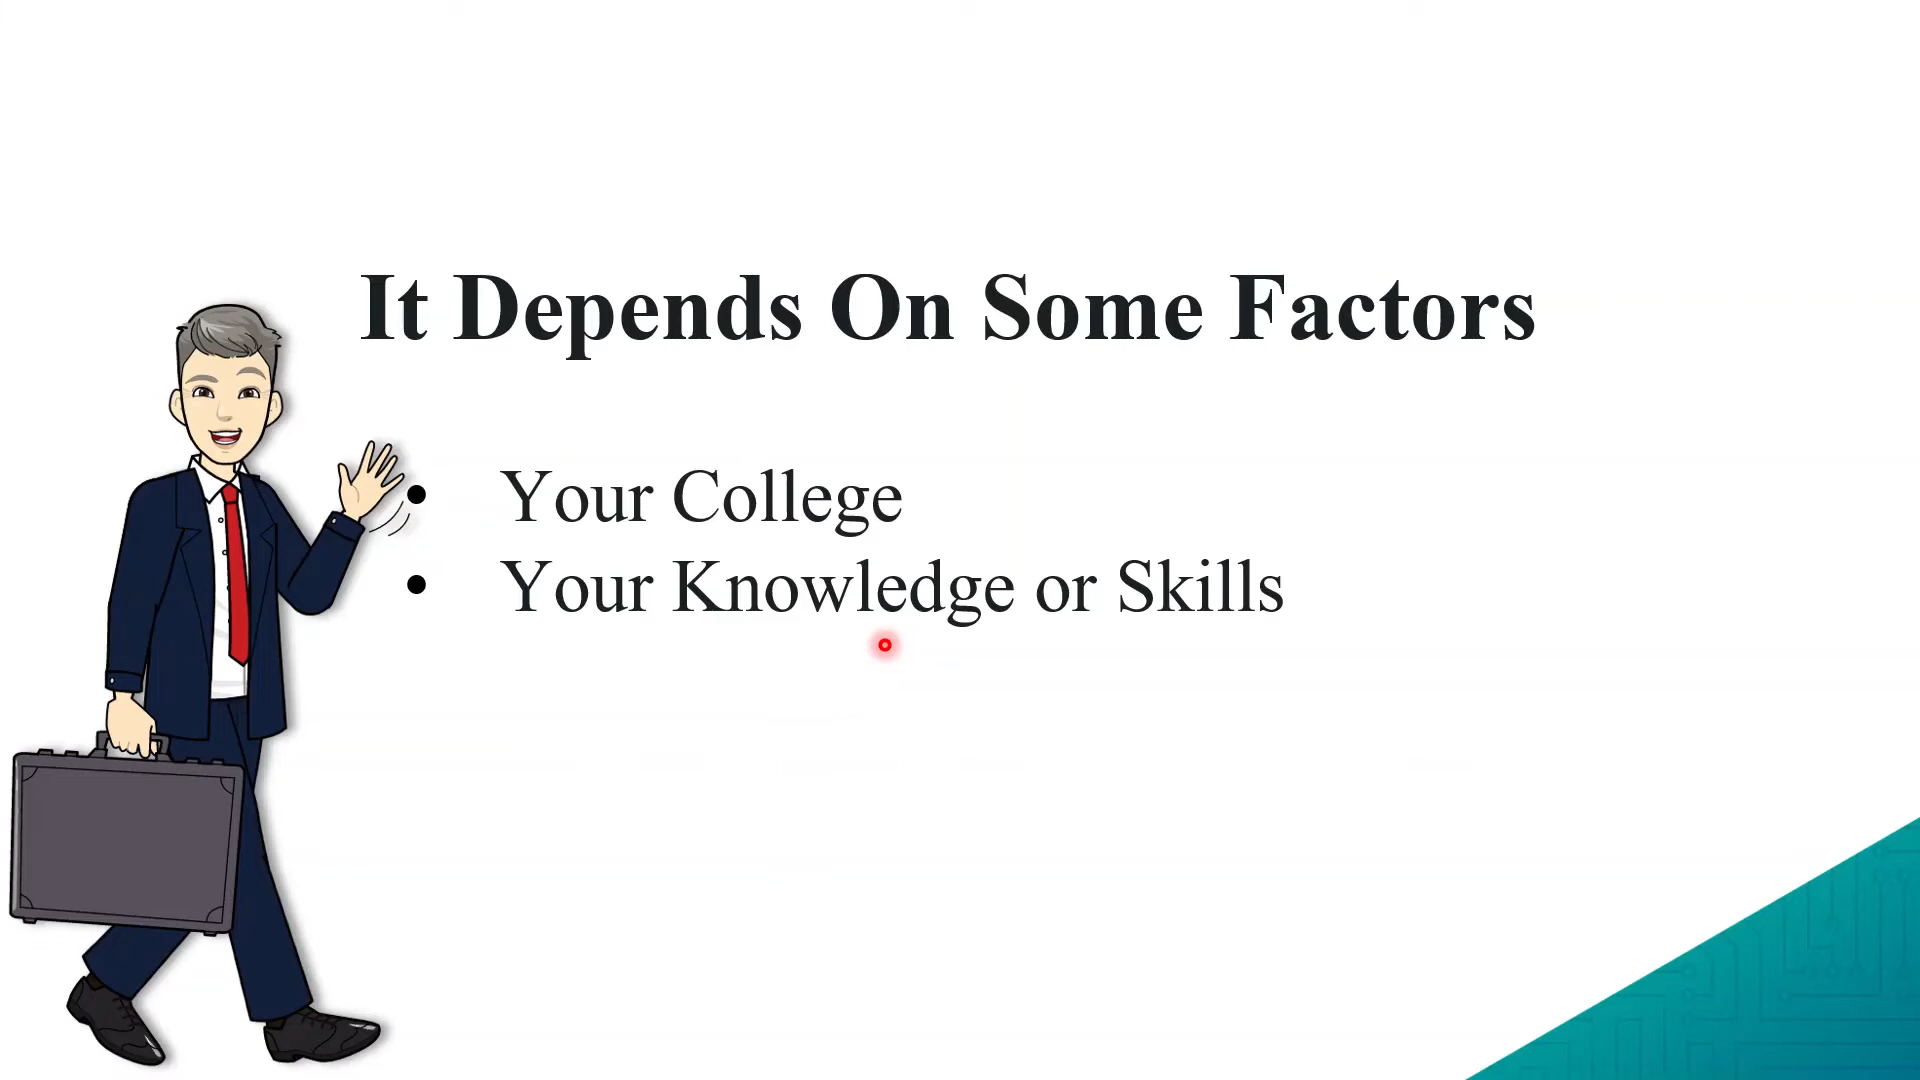 It Depends On Some Factors
• Your College
• Your Knowledge or Skills